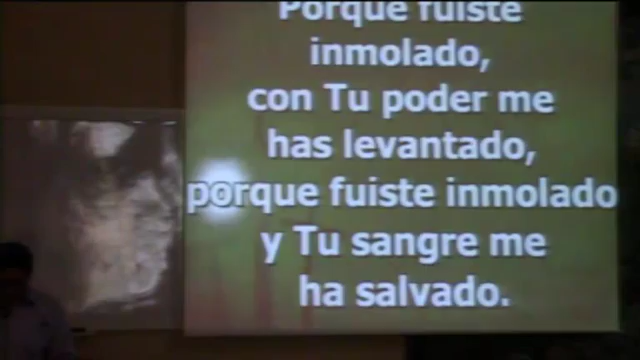 Porque fuiste
inmolado,
con Tu poder me
has levantado,
porque fuiste inmolado
y Tu sangre me
ha salvado.